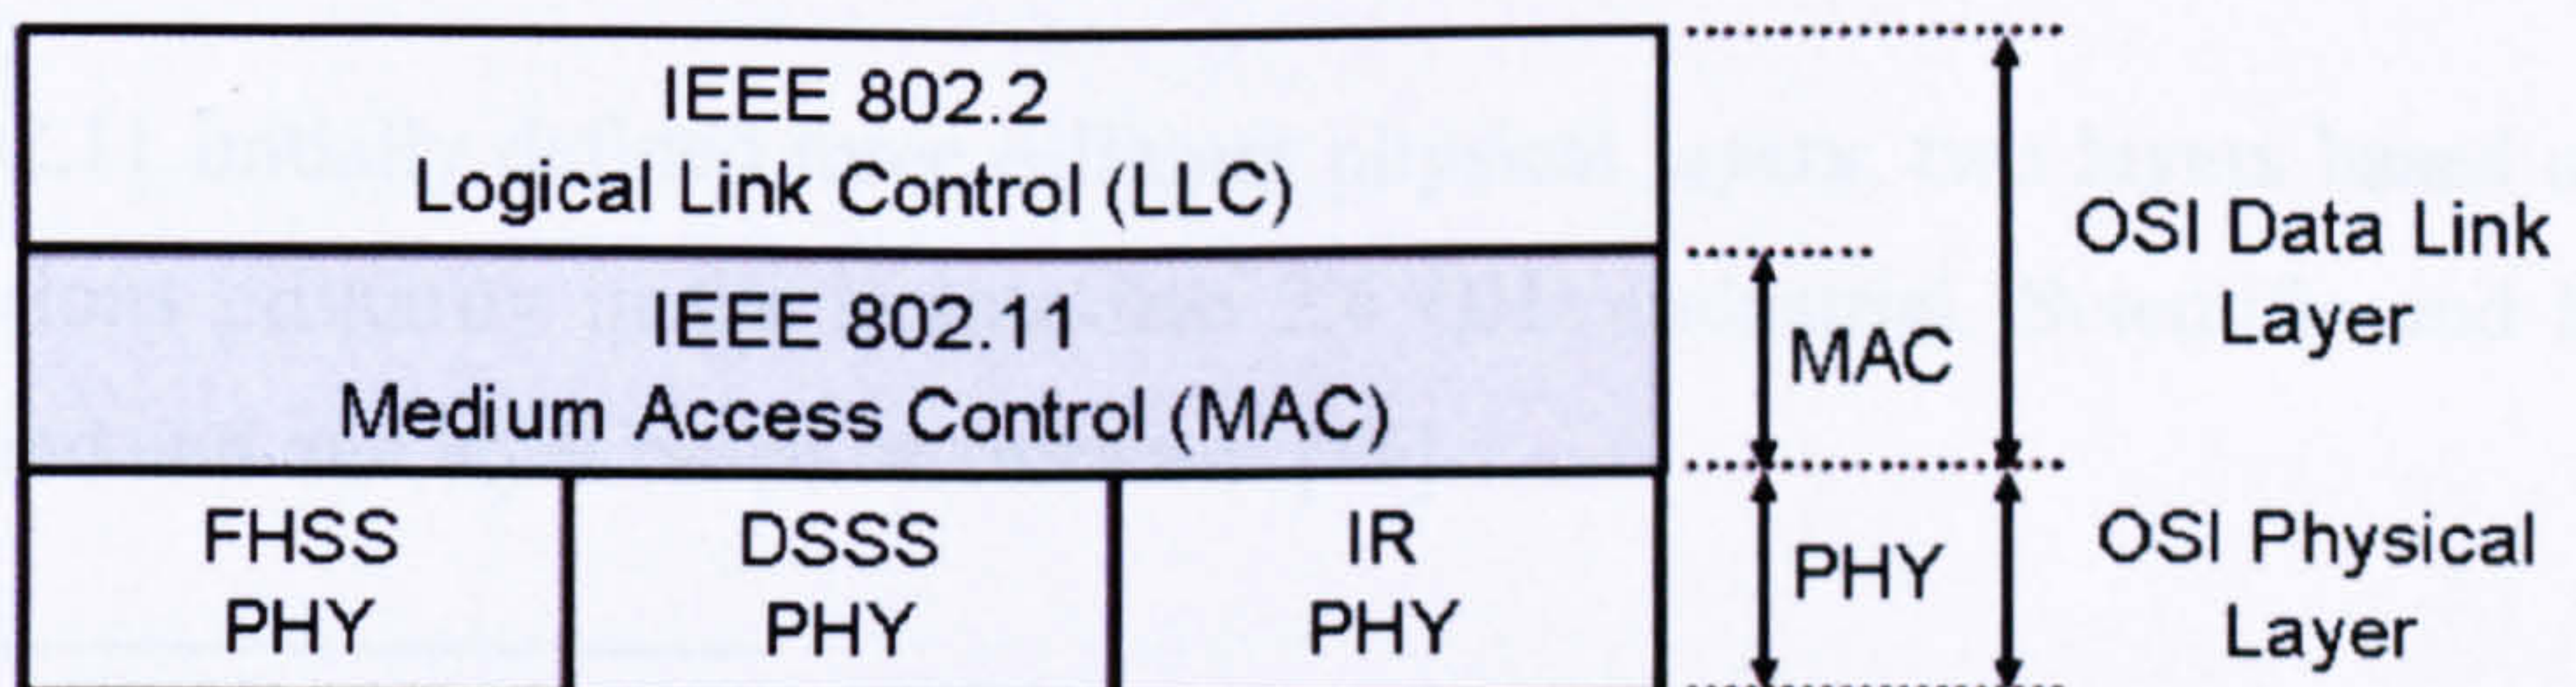 IEEE 802.2
Logical Link Control (LLC)
IEEE 802.11
Medium Access Control (MAC)
FHSS
PHY
DSSS
PHY
IR
PHY
MAC
PHY
OSI Data Link
Layer
OSI Physical
Layer